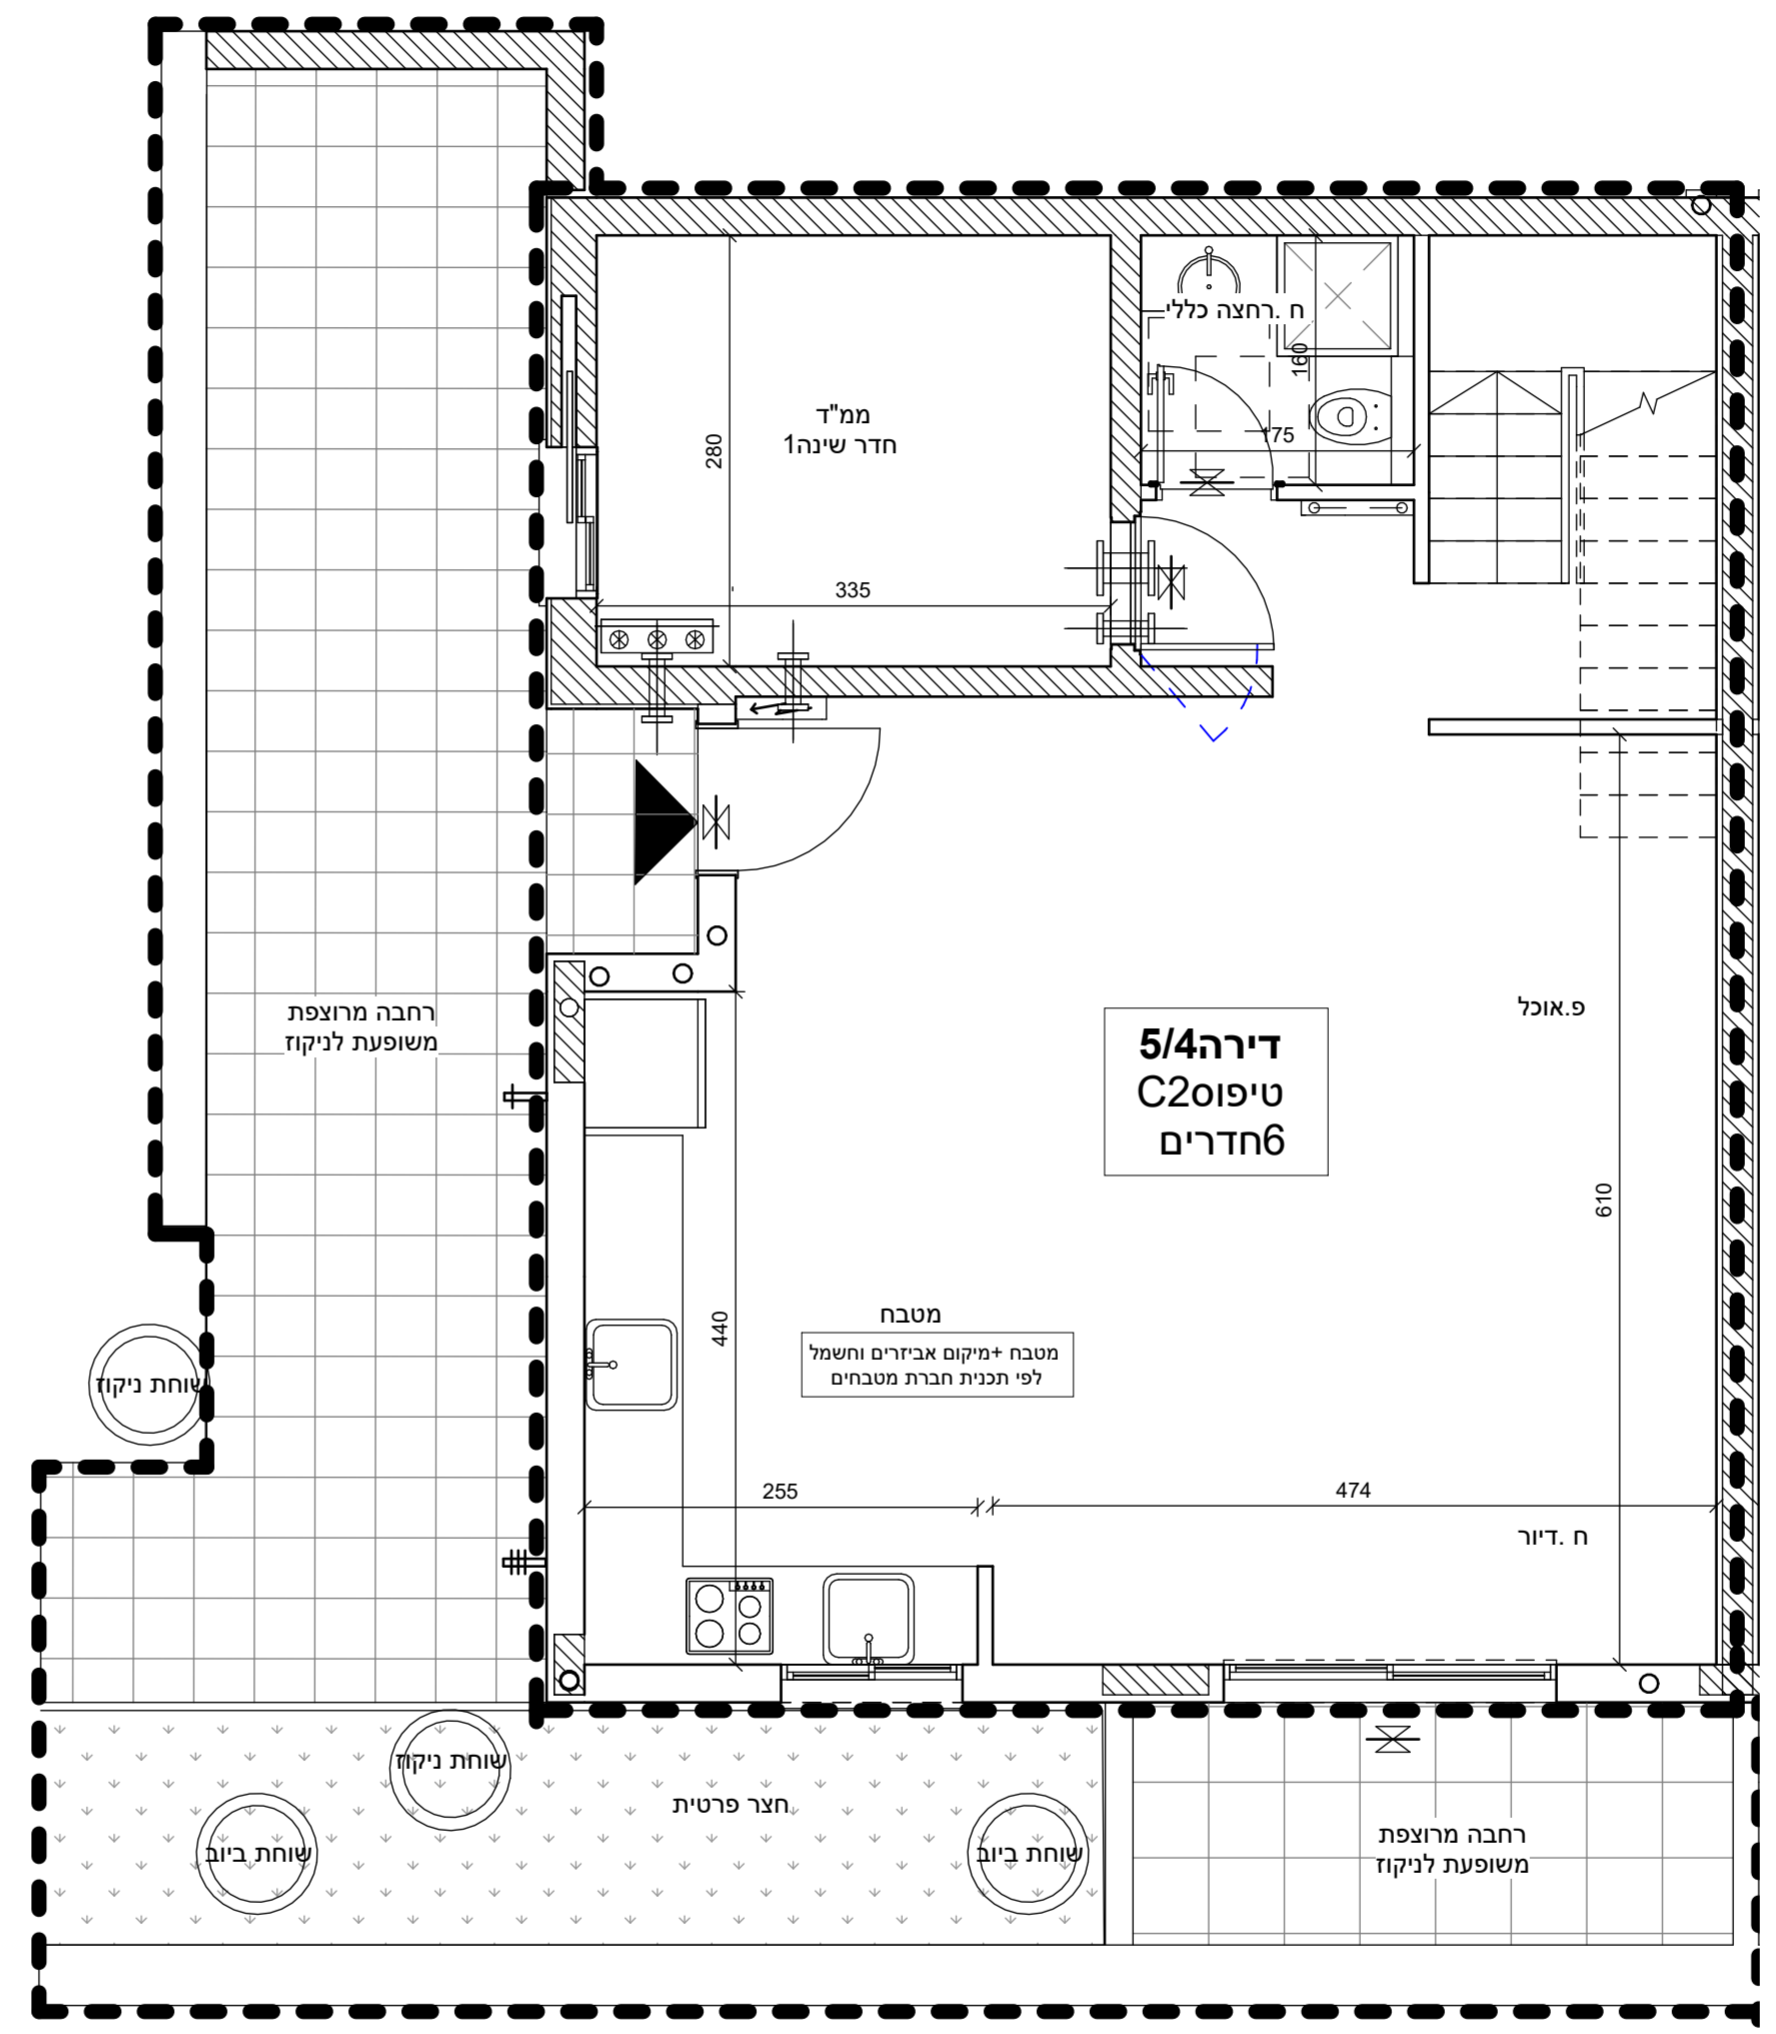 ח .רחצה כללי
160
175
ממ"ד
חדר שינה1
280
335
רחבה מרוצפת
משופעת לניקוז
פ.אוכל
דירה5/4
טיפוסC2
6חדרים
610
440
מטבח
מטבח +מיקום אביזרים וחשמל
לפי תכנית חברת מטבחים
שוחת ניקוז
255
474
ח .דיור
שוחת ניקוז
חצר פרטית
שוחת ביוב
שוחת ביוב
רחבה מרוצפת
משופעת לניקוז